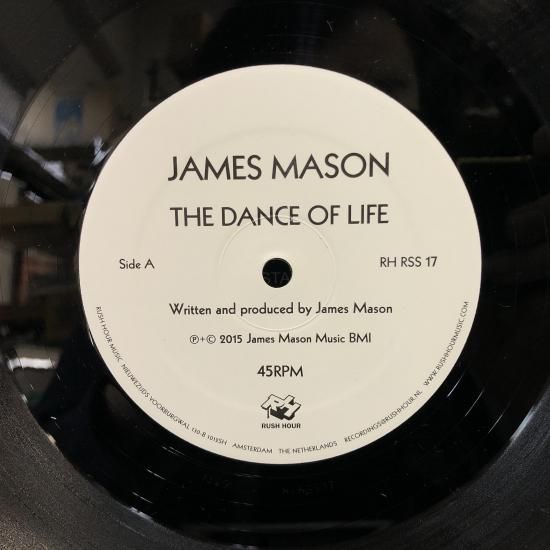 JAMES MASON
THE DANCE OF LIFE
Side A
RH RSS 17
Written and produced by James Mason
℗+© 2015 James Mason Music BMI
45RPM
RUSH HOUR
RUSH HOUR MUSIC NIEUWEZIJDS VOORBURGWAL 130-B 1012SH AMSTERDAM THE NETHERLANDS RECORDINGS@RUSHHOUR.NL WWW.RUSHHOURMUSIC.COM